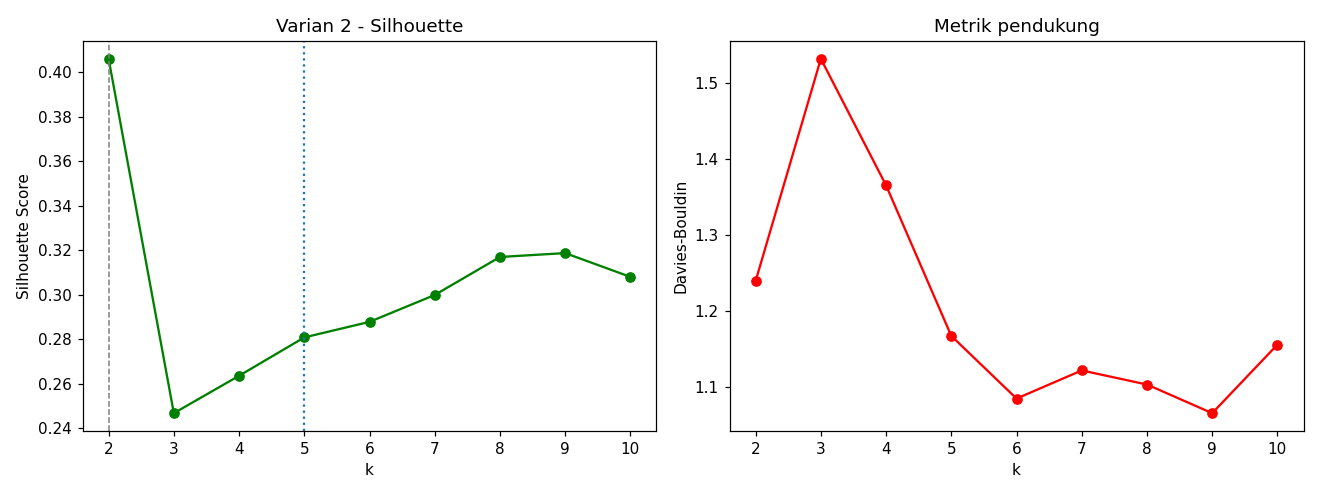 Varian 2 - Silhouette
Silhouette Score
0.40
0.38
0.36
0.34
0.32
0.30
0.28
0.26
0.24
2 3 4 5 6 7 8 9 10
k
Metrik pendukung
Davies-Bouldin
1.5
1.4
1.3
1.2
1.1
2 3 4 5 6 7 8 9 10
k